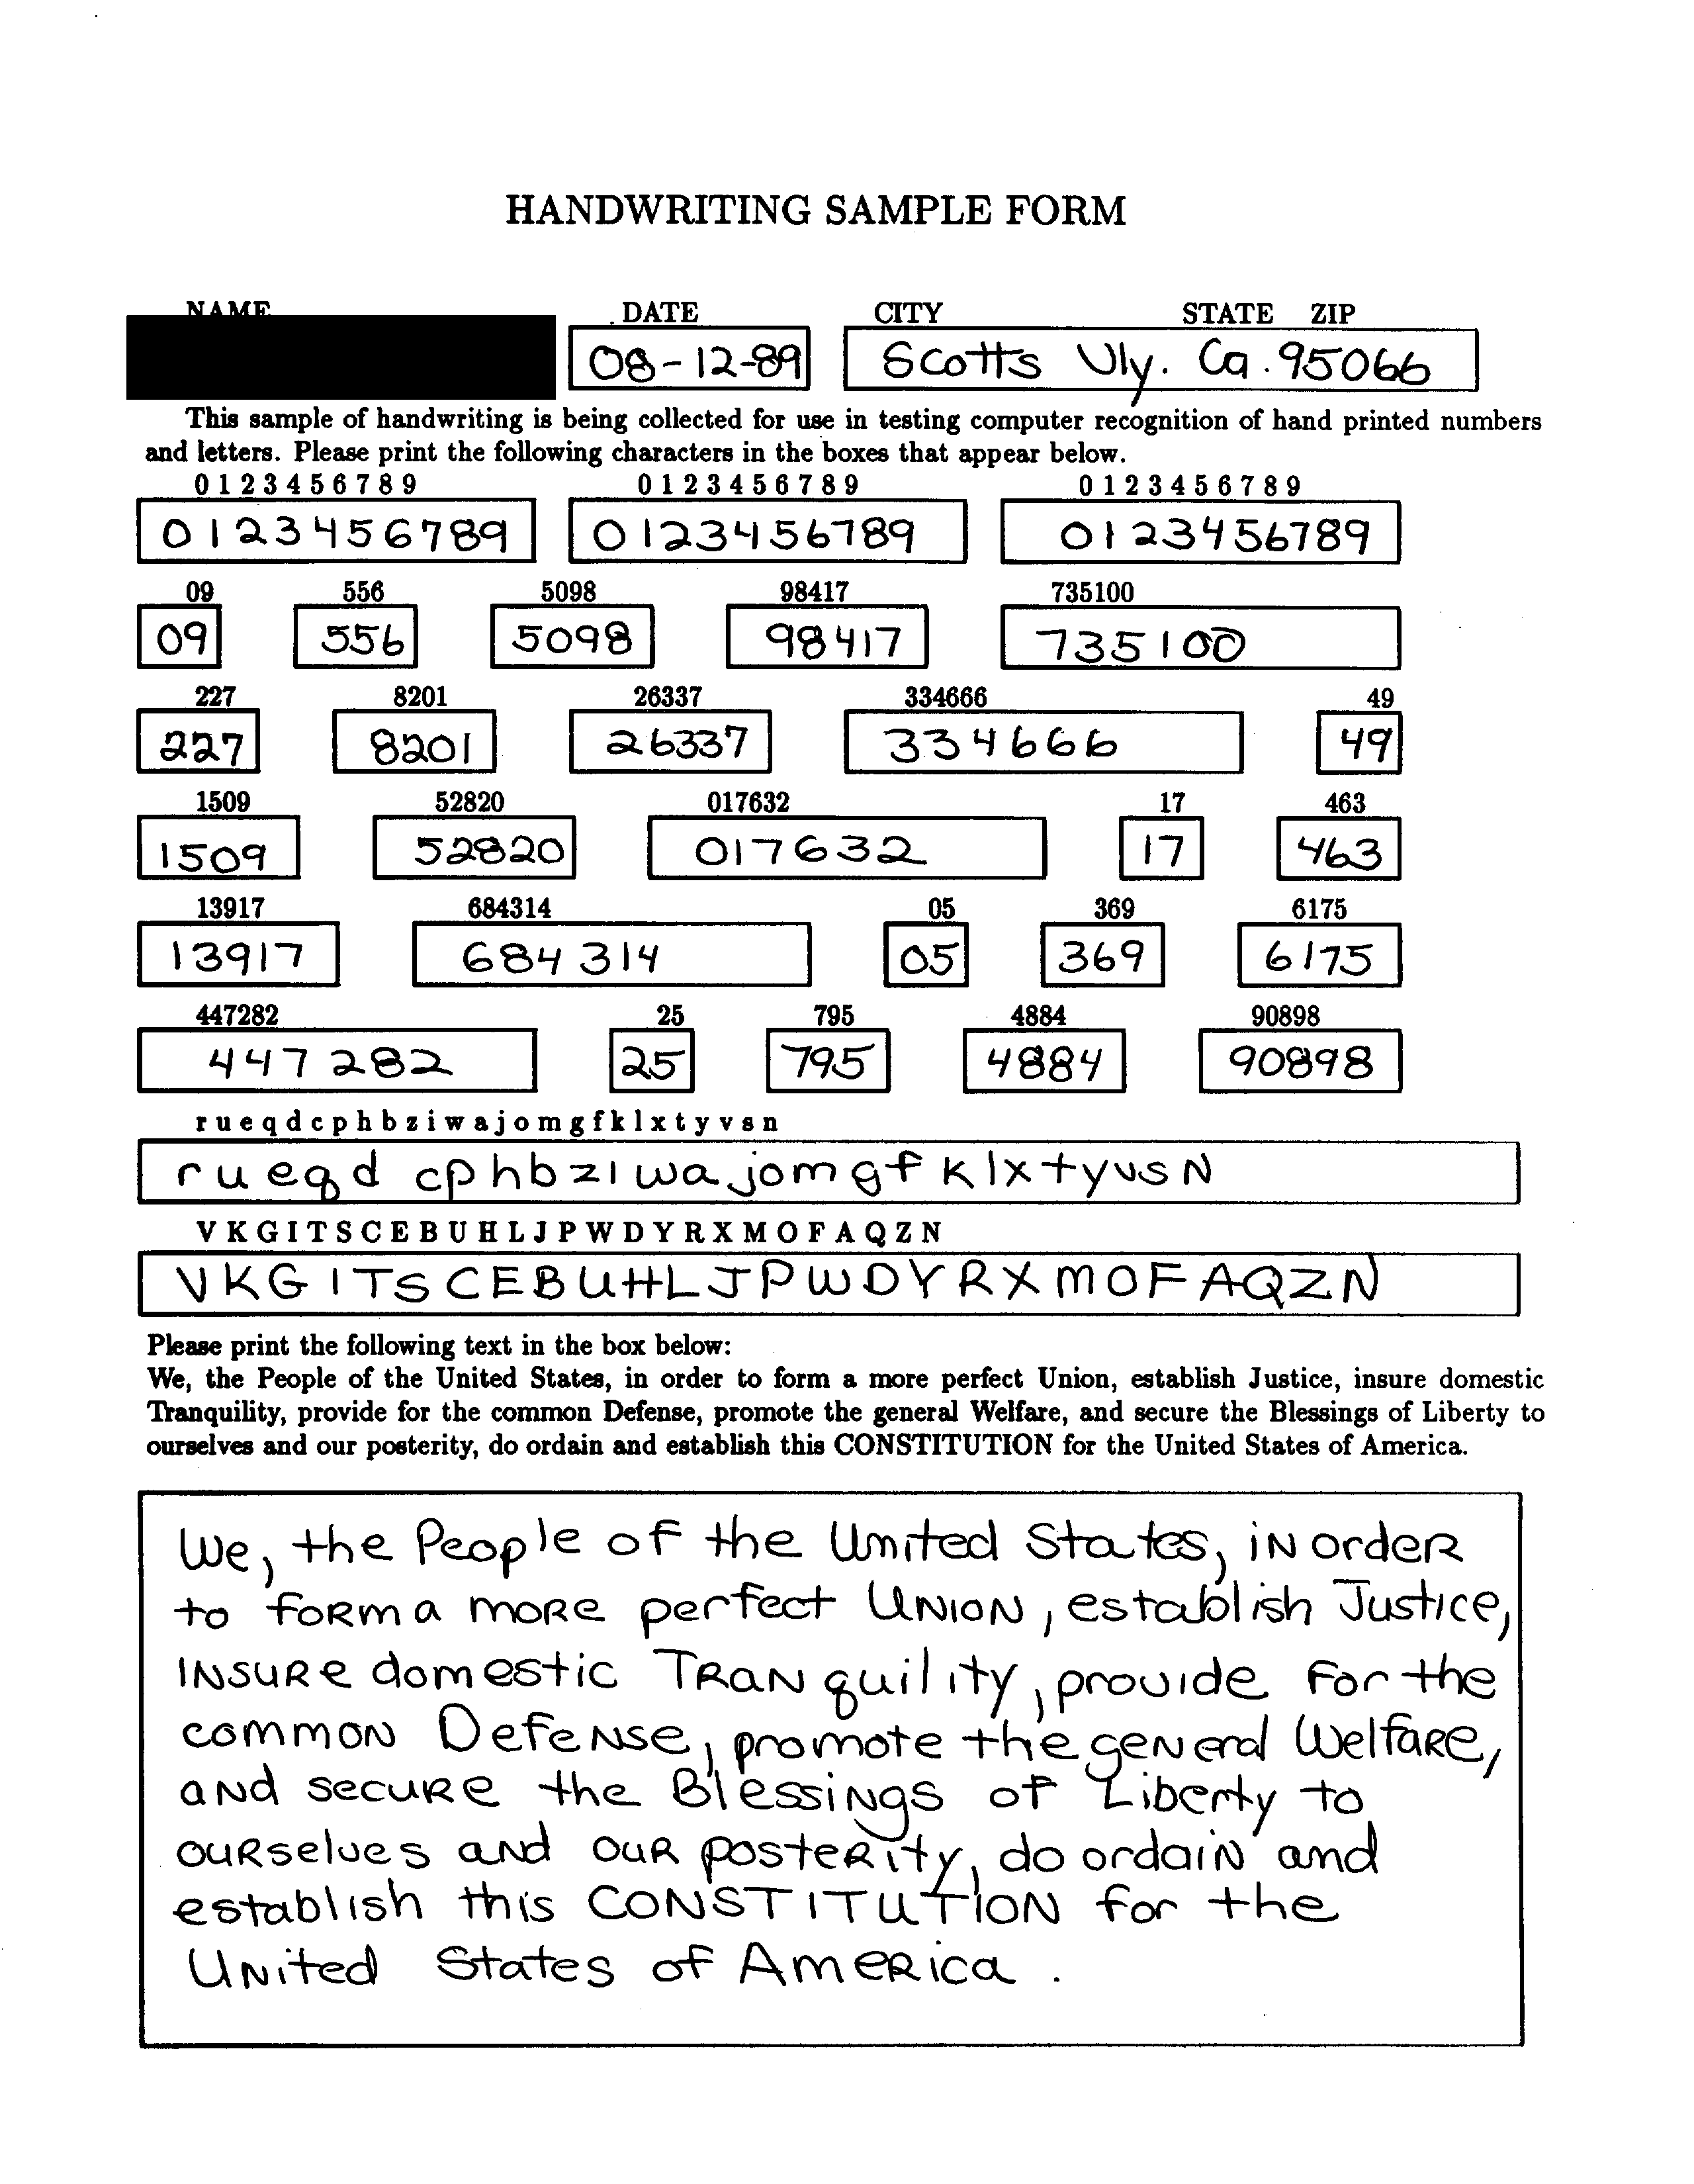 HANDWRITING SAMPLE FORM
NAME DATE CITY STATE ZIP
08-12-89 Scotts Vly. Ca. 95066
This sample of handwriting is being collected for use in testing computer recognition of hand printed numbers
and letters. Please print the following characters in the boxes that appear below.
0 1 2 3 4 5 6 7 8 9 0 1 2 3 4 5 6 7 8 9 0 1 2 3 4 5 6 7 8 9
0123456789 0123456789 0123456789
09 556 5098 98417 735100
09 556 5098 98417 735100
227 8201 26337 334666 49
227 8201 26337 334666 49
1509 52820 017632 17 463
1509 52820 017632 17 463
13917 684314 05 369 6175
13917 684314 05 369 6175
447282 25 795 4884 90898
447282 25 795 4884 90898
r u e q d c p h b z i w a j o m g f k l x t y v s n
r u e q d c p h b z i w a j o m g f k l x t y v s N
V K G I T S C E B U H L J P W D Y R X M O F A Q Z N
V K G I T S C E B U H L J P W D Y R X M O F A Q Z N
Please print the following text in the box below:
We, the People of the United States, in order to form a more perfect Union, establish Justice, insure domestic
Tranquility, provide for the common Defense, promote the general Welfare, and secure the Blessings of Liberty to
ourselves and our posterity, do ordain and establish this CONSTITUTION for the United States of America.
We, the People of the United States, iN ordeR
to foRm a moRe perfect UNION, establish Justice,
INSURe domestic TRaNquility, provide For the
commoN DefeNse, promote the geNeral WelfaRe,
aNd secuRe the BlessiNgs of Liberty to
ouRselves aNd ouR posteRity, do ordaiN and
establish this CONSTITUTION for the
UNited States of AmeRica.